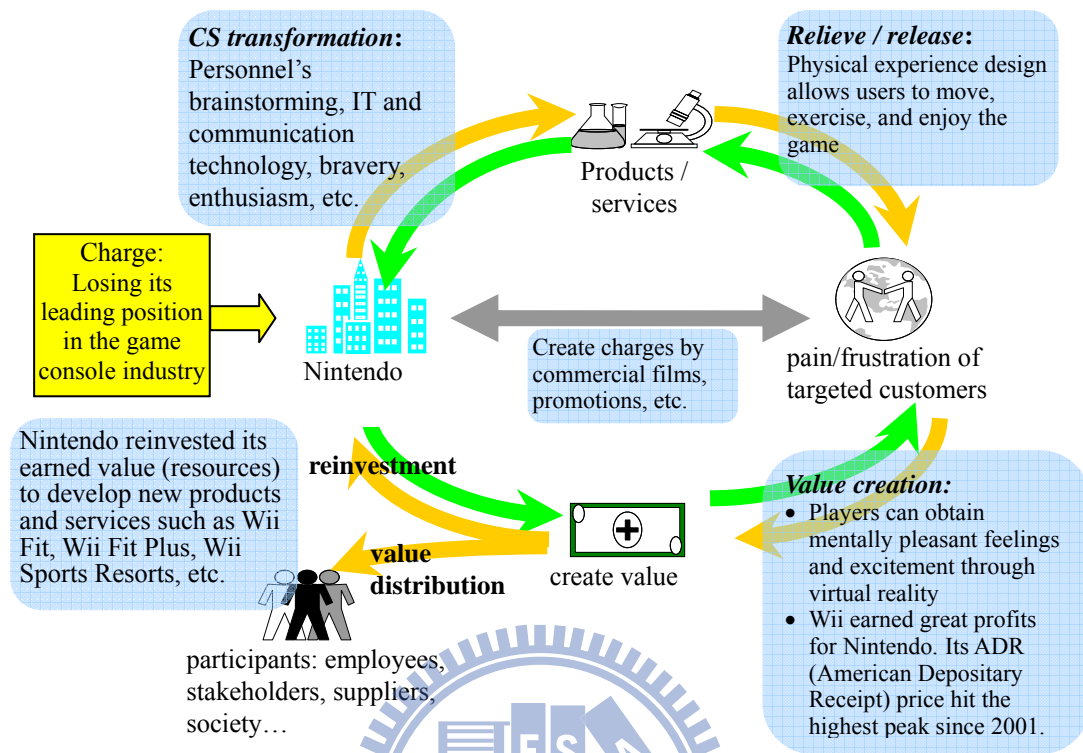 CS transformation:
Personnel's
brainstorming, IT and
communication
technology, bravery,
enthusiasm, etc.
Relieve / release:
Physical experience design
allows users to move,
exercise, and enjoy the
game
Products /
services
Charge:
Losing its
leading position
in the game
console industry
Nintendo
Create charges by
commercial films,
promotions, etc.
pain/frustration of
targeted customers
Nintendo reinvested its
earned value (resources)
to develop new products
and services such as Wii
Fit, Wii Fit Plus, Wii
Sports Resorts, etc.
reinvestment
value
distribution
create value
Value creation:
• Players can obtain
mentally pleasant feelings
and excitement through
virtual reality
• Wii earned great profits
for Nintendo. Its ADR
(American Depositary
Receipt) price hit the
highest peak since 2001.
participants: employees,
stakeholders, suppliers,
society…